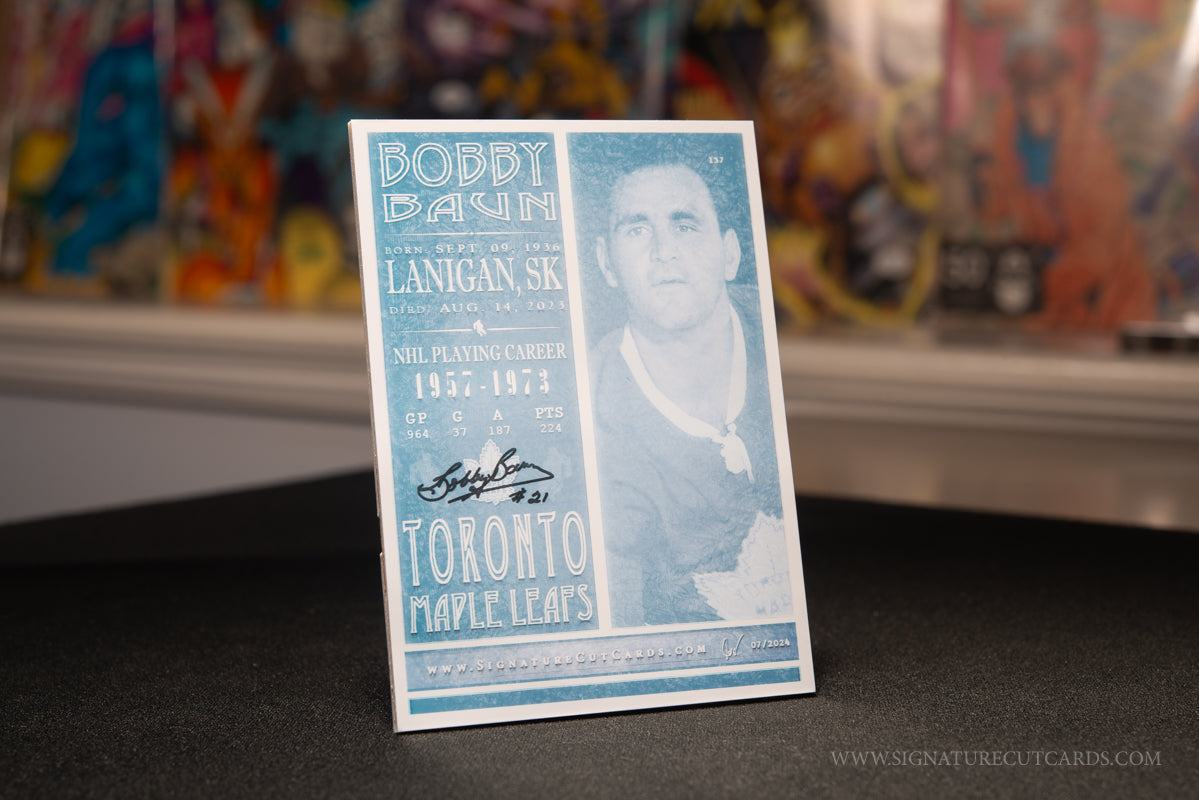 BOBBY
BAUN
BORN: SEPT. 09, 1936
LANIGAN, SK
DIED: AUG. 14, 2023
NHL PLAYING CAREER
1957-1973
GP G A PTS
964 37 187 224
Bobby Baun
#21
TORONTO
MAPLE LEAFS
137
WWW.SIGNATURECUTCARDS.COM
07/2024
WWW.SIGNATURECUTCARDS.COM